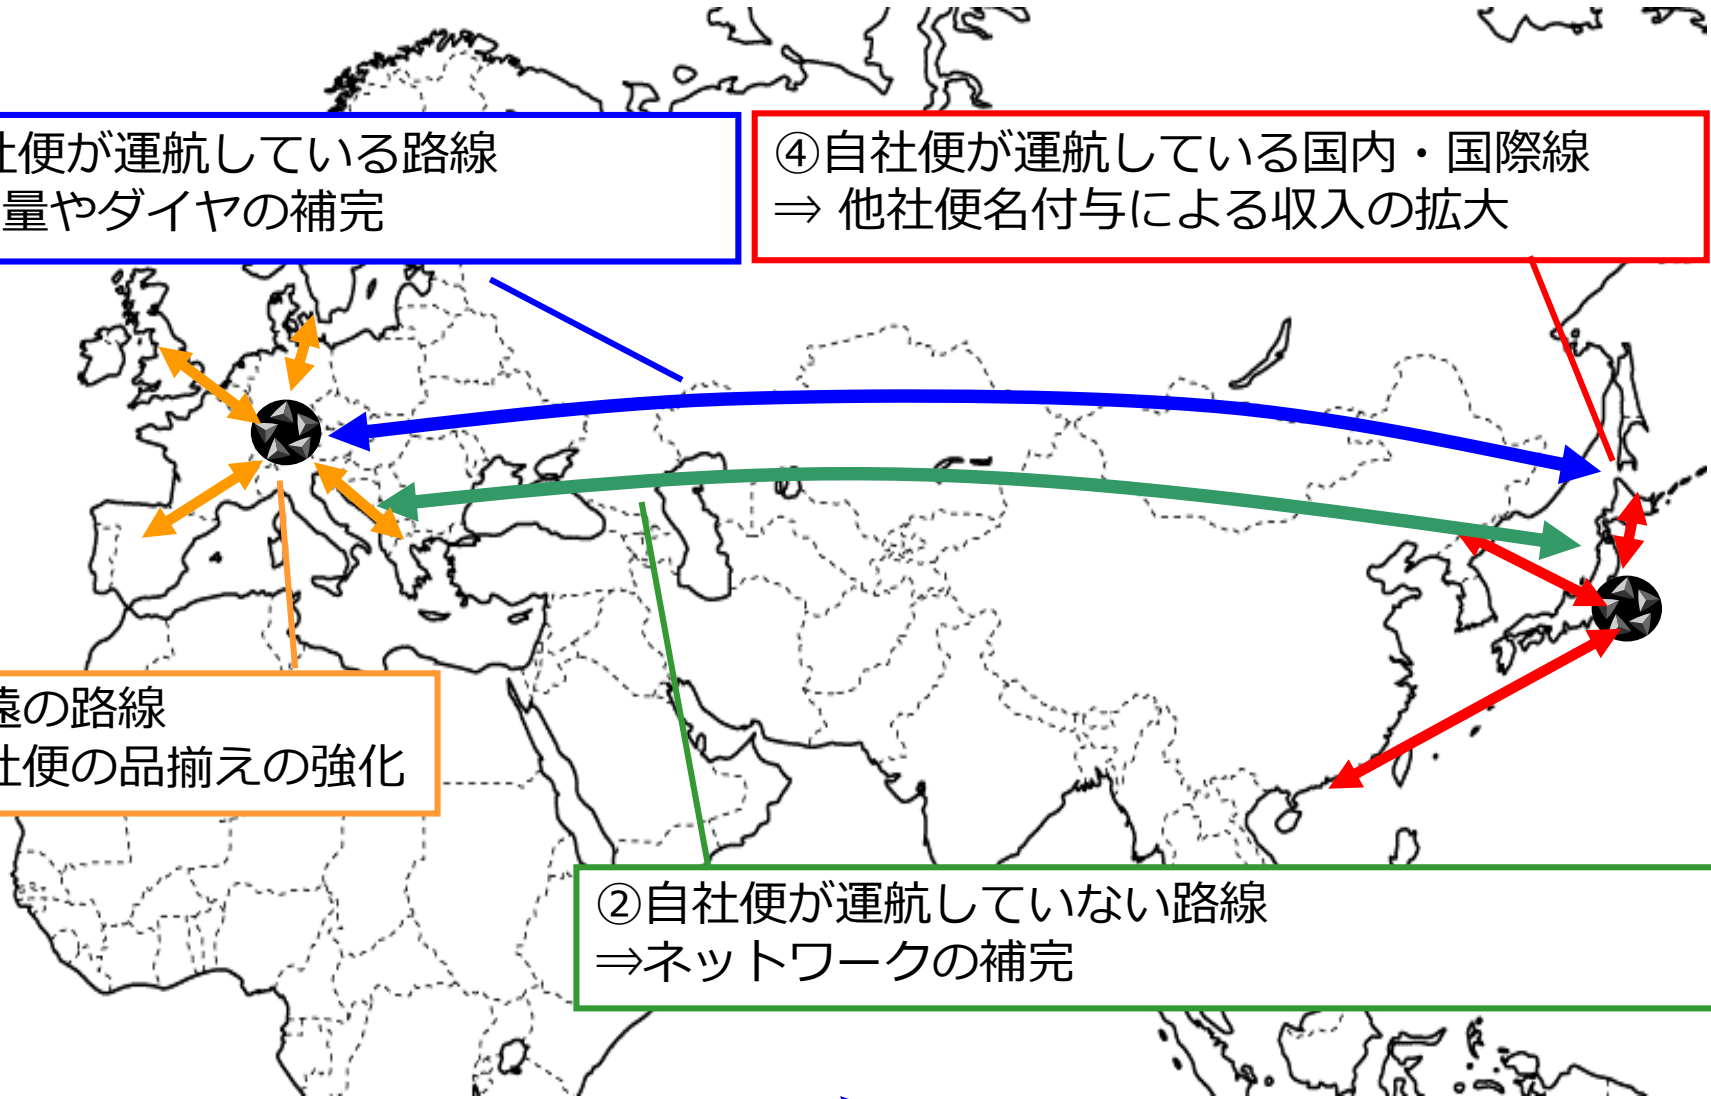 社便が運航している路線
量やダイヤの補完
④自社便が運航している国内・国際線
⇒ 他社便名付与による収入の拡大
遠の路線
社便の品揃えの強化
②自社便が運航していない路線
⇒ネットワークの補完